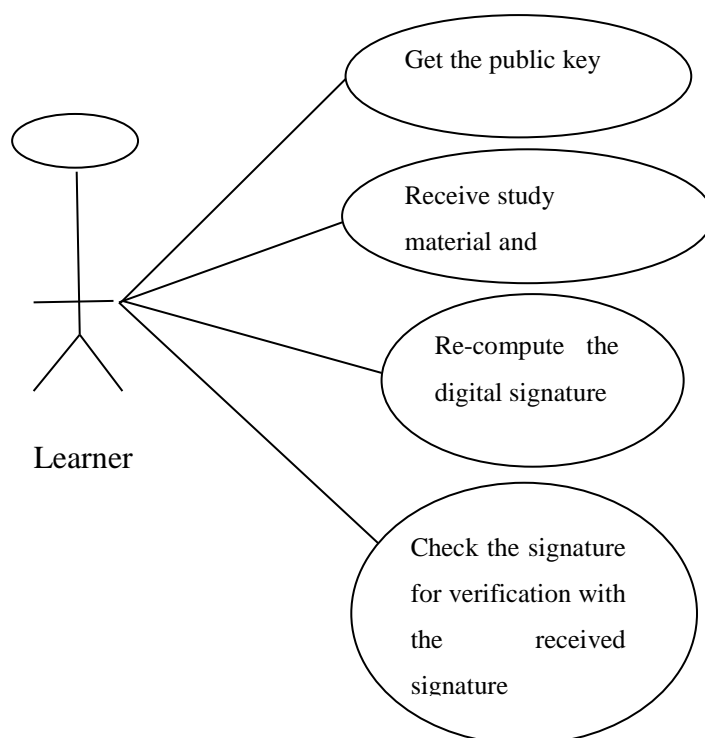 Get the public key
Receive study
material and
Re-compute the
digital signature
Learner
Check the signature
for verification with
the received
signature